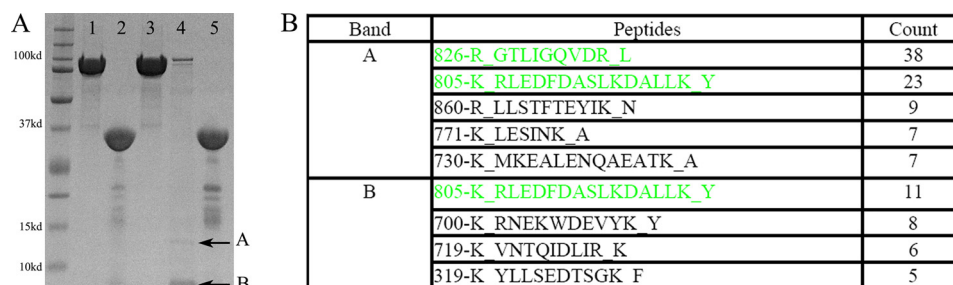 A
1 2 3 4 5
100kd
37kd
15kd
10kd
A
B
B
Band Peptides Count
A 826-R_GTLIGQVDR_L 38
805-K_RLEDFDASLKDALLK_Y 23
860-R_LLSTFTEYIK_N 9
771-K_LESINK_A 7
730-K_MKEALENQAEATK_A 7
B 805-K_RLEDFDASLKDALLK_Y 11
700-K_RNEKWDEVYK_Y 8
719-K_VNTQIDLIR_K 6
319-K_YLLSEDTSGK_F 5